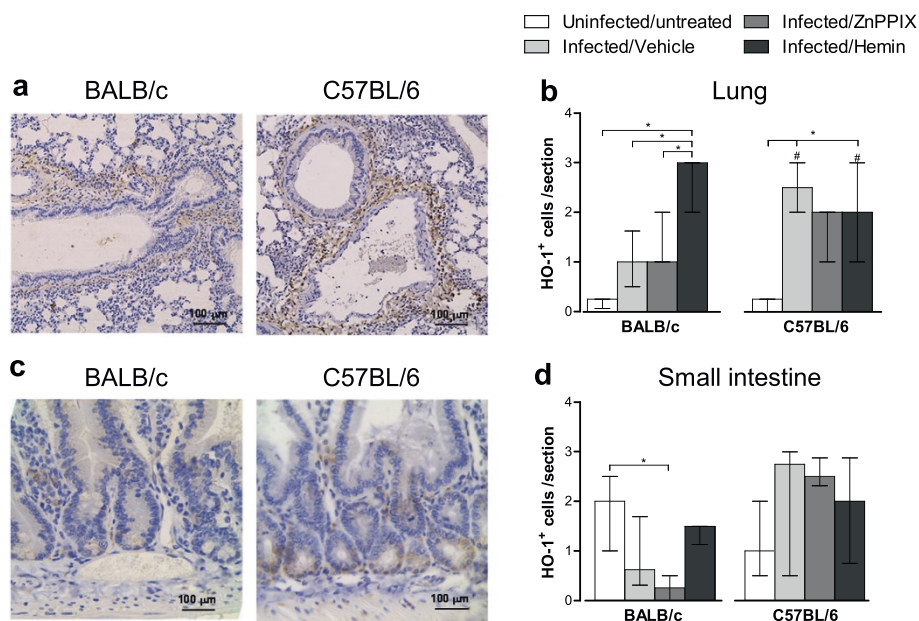 Uninfected/untreated
Infected/ZnPPIX
Infected/Vehicle
Infected/Hemin
a
BALB/c
C57BL/6
100 µm
100 µm
b
Lung
HO-1⁺ cells /section
4
3
2
1
0
*
*
*
*
#
#
BALB/c
C57BL/6
c
BALB/c
C57BL/6
100 µm
100 µm
d
Small intestine
HO-1⁺ cells /section
4
3
2
1
0
*
BALB/c
C57BL/6